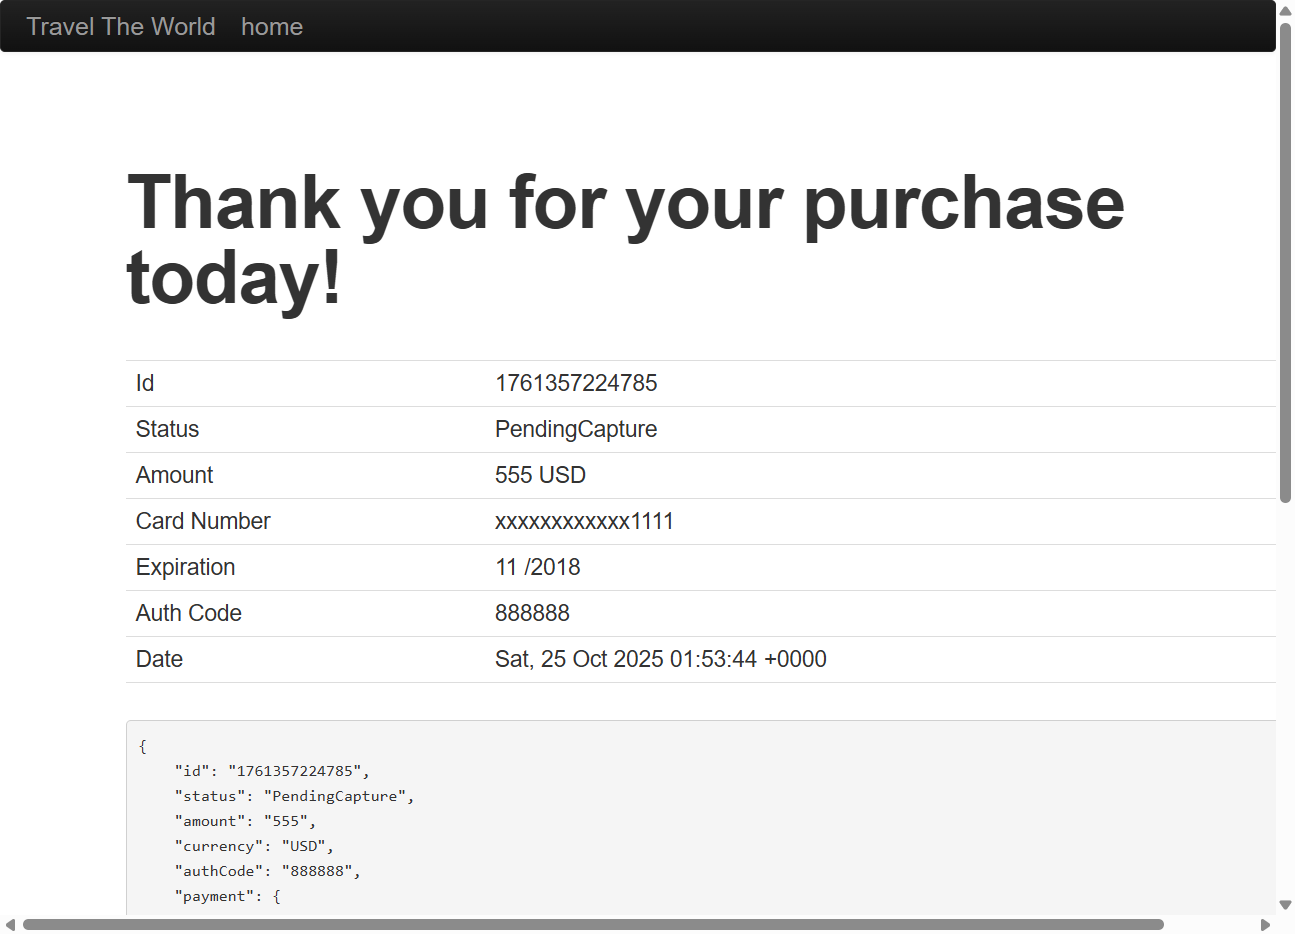 Travel The World home
Thank you for your purchase
today!
Id 1761357224785
Status PendingCapture
Amount 555 USD
Card Number xxxxxxxxxxxx1111
Expiration 11 /2018
Auth Code 888888
Date Sat, 25 Oct 2025 01:53:44 +0000
{
    "id": "1761357224785",
    "status": "PendingCapture",
    "amount": "555",
    "currency": "USD",
    "authCode": "888888",
    "payment": {